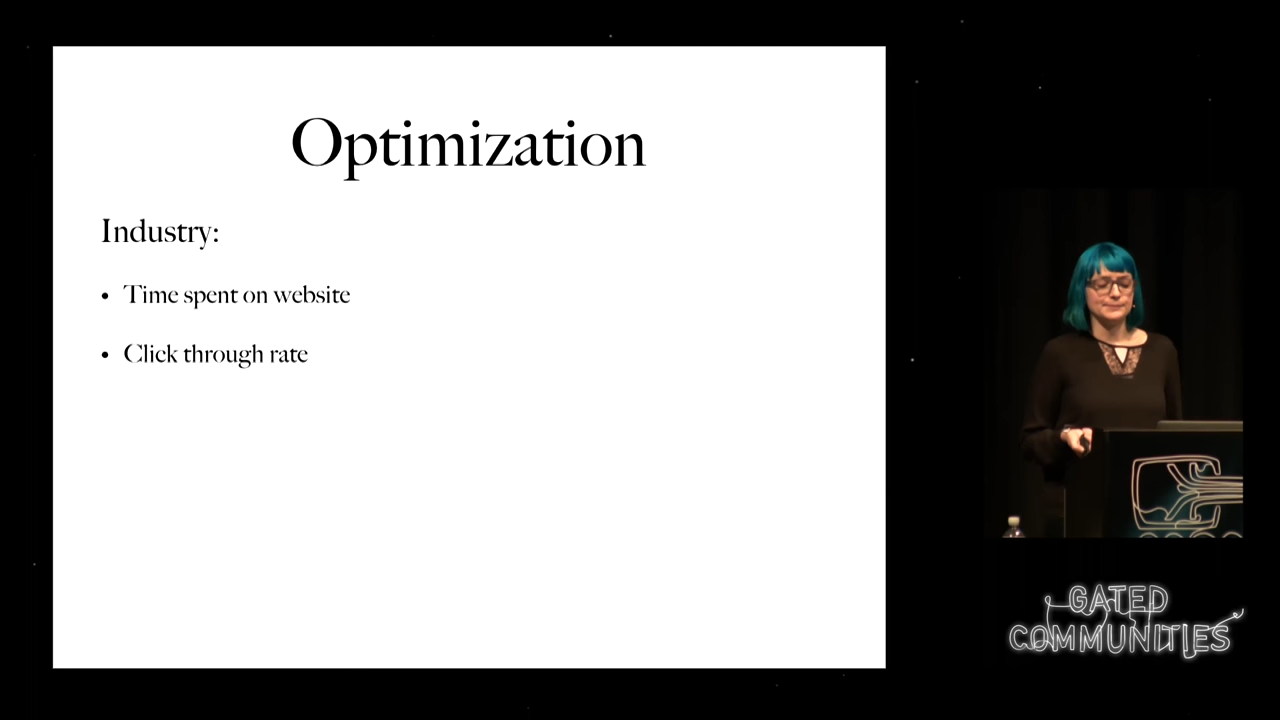 Optimization
Industry:
• Time spent on website
• Click through rate
GATED
COMMUNITIES